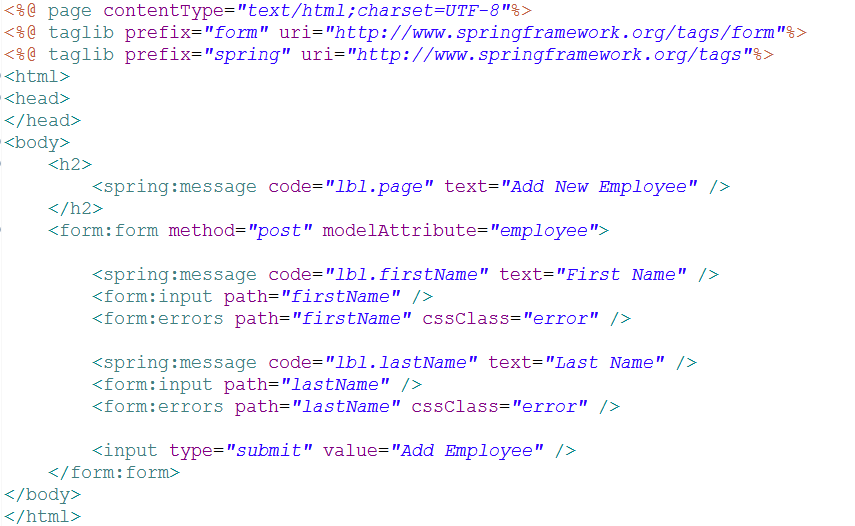 <%@ page contentType="text/html;charset=UTF-8"%>
<%@ taglib prefix="form" uri="http://www.springframework.org/tags/form"%>
<%@ taglib prefix="spring" uri="http://www.springframework.org/tags"%>
<html>
<head>
</head>
<body>
    <h2>
        <spring:message code="lbl.page" text="Add New Employee" />
    </h2>
    <form:form method="post" modelAttribute="employee">

        <spring:message code="lbl.firstName" text="First Name" />
        <form:input path="firstName" />
        <form:errors path="firstName" cssClass="error" />

        <spring:message code="lbl.lastName" text="Last Name" />
        <form:input path="lastName" />
        <form:errors path="lastName" cssClass="error" />

        <input type="submit" value="Add Employee" />
    </form:form>
</body>
</html>